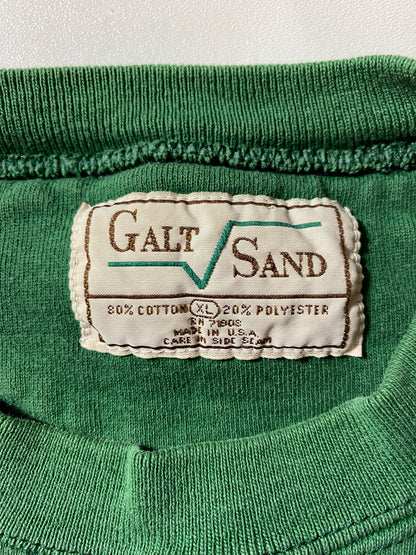 GALT SAND
80% COTTON XL 20% POLYESTER
RN 71908
MADE IN U.S.A
CARE IN SIDE SEAM